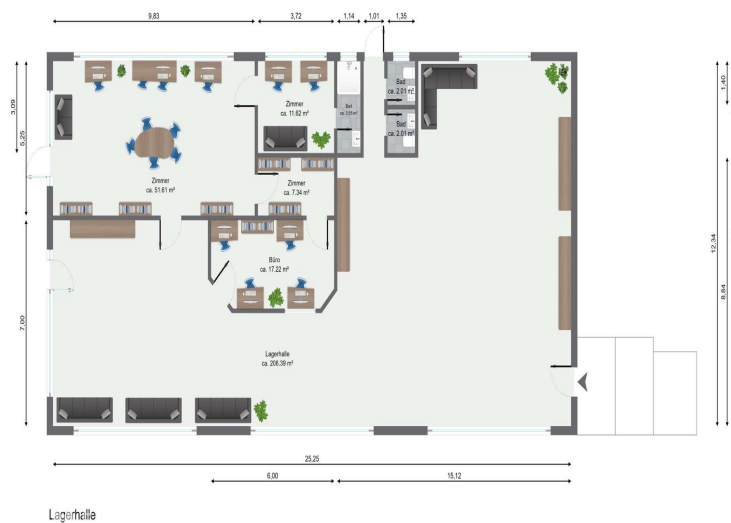 9,83
3,72
1,14
1,01
1,35
3,09
5,25
7,00
1,40
12,34
8,84
Zimmer
ca. 51.61 m²
Zimmer
ca. 11.62 m²
Bad
Bad
ca. 2.01 m²
Bad
ca. 2.01 m²
Zimmer
ca. 7.34 m²
Büro
ca. 17.22 m²
Lagerhalle
ca. 206.39 m²
25,25
6,00
15,12
Lagerhalle